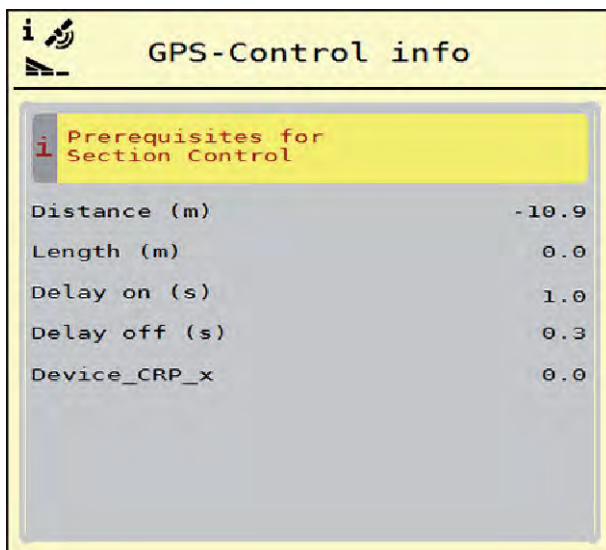 i
GPS-Control info
i Prerequisites for
Section Control
Distance (m) -10.9
Length (m) 0.0
Delay on (s) 1.0
Delay off (s) 0.3
Device_CRP_x 0.0